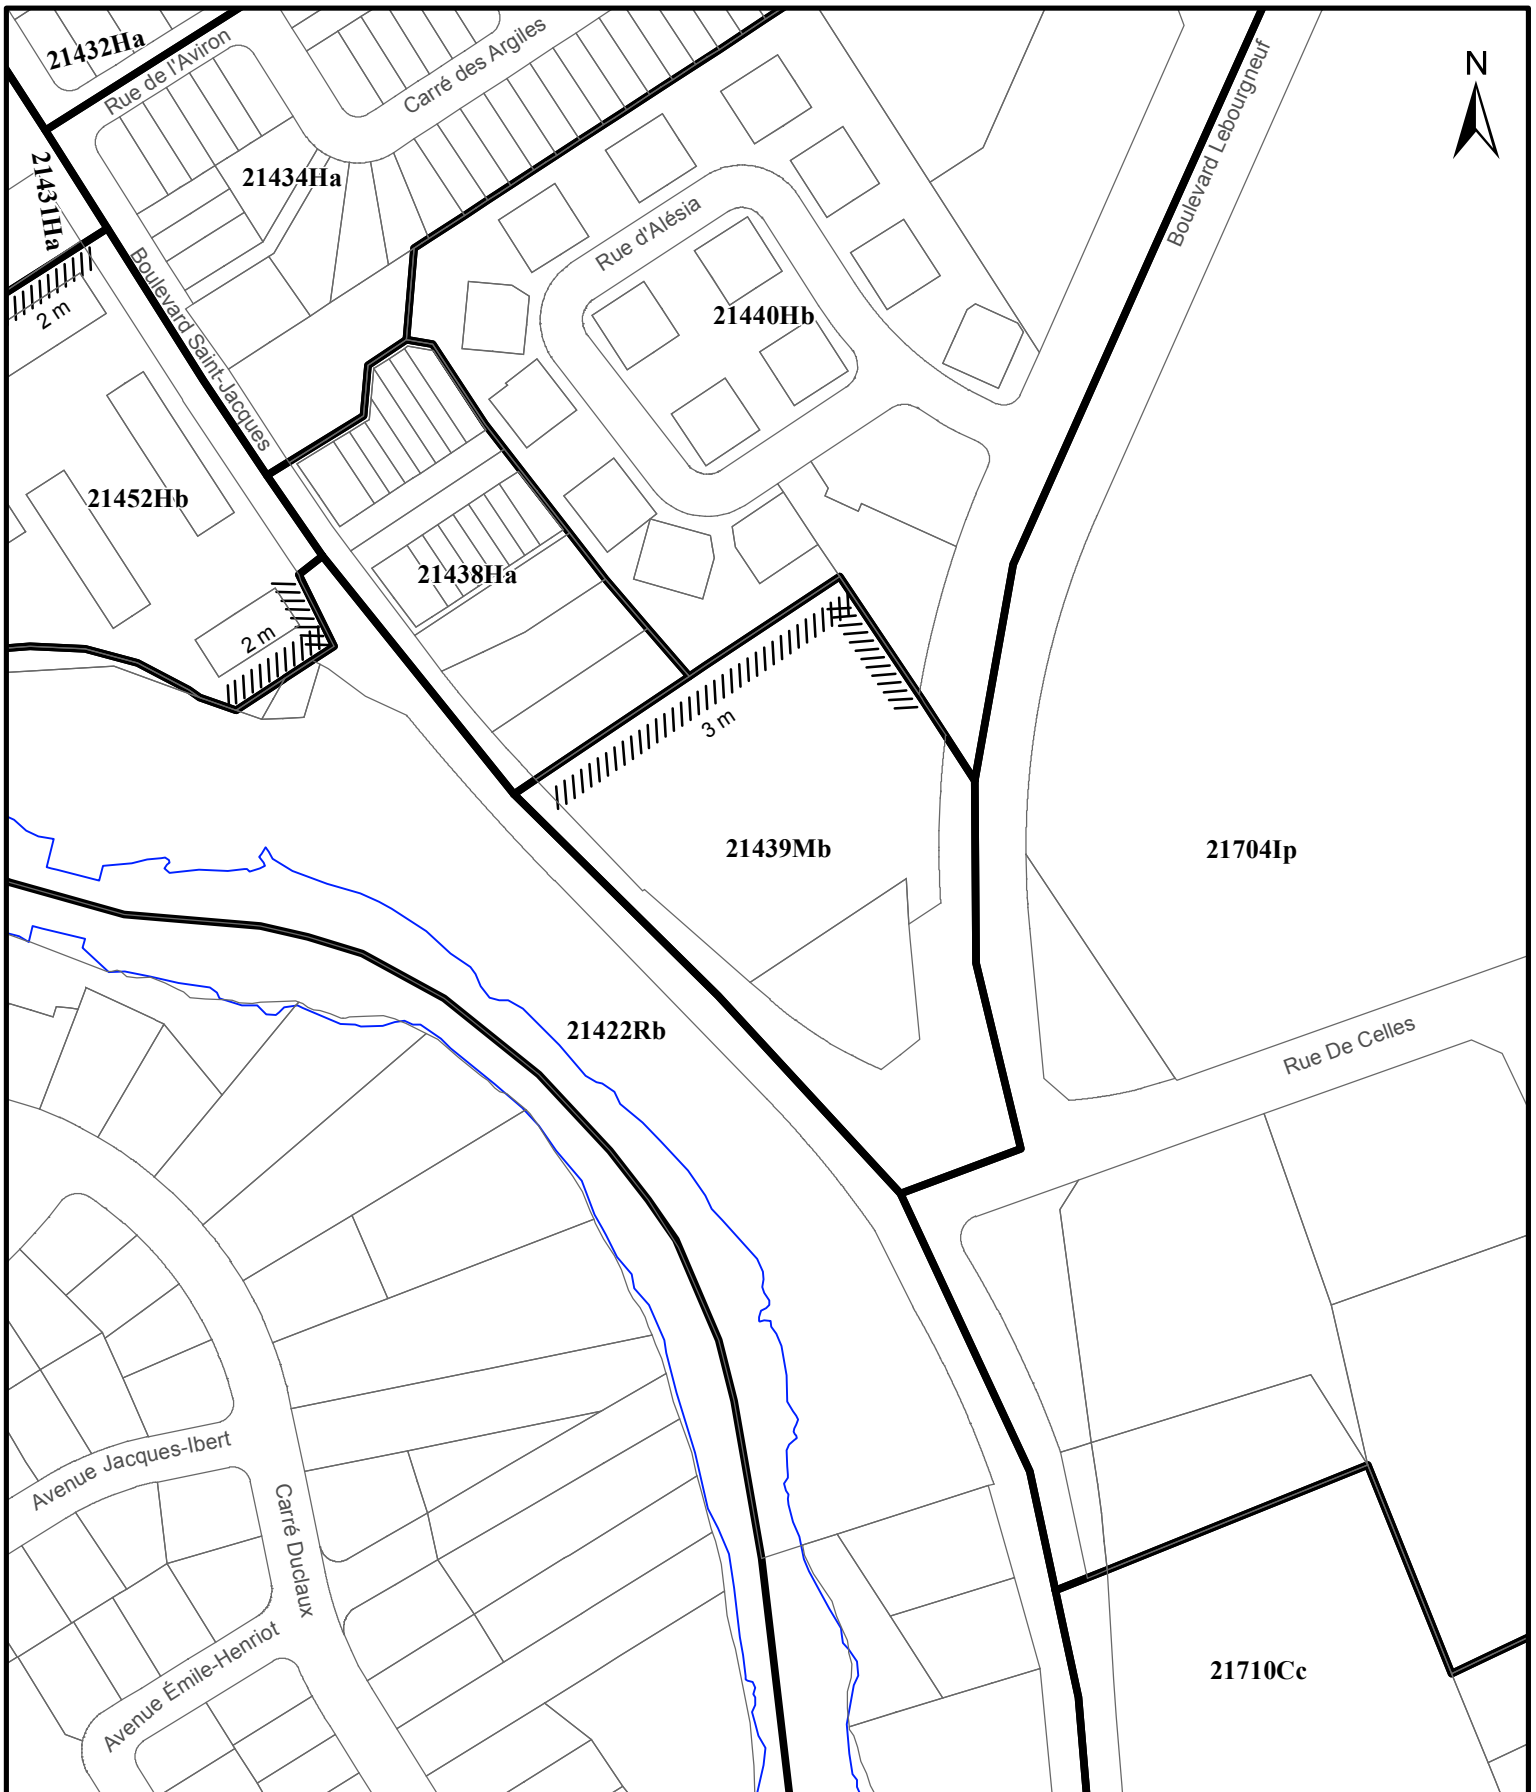 21432Ha
Rue de l'Aviron
Carré des Argiles
Boulevard Lebourgneuf
N
21431Ha
21434Ha
Rue d'Alésia
2 m
Boulevard Saint-Jacques
21440Hb
21452Hb
21438Ha
2 m
3 m
21439Mb
21704Ip
21422Rb
Rue De Celles
Avenue Jacques-Ibert
Carré Duclaux
Avenue Émile-Henriot
21710Cc